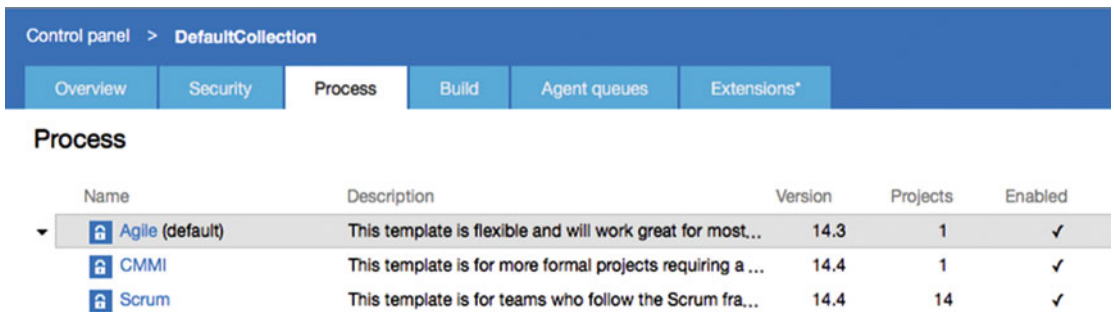 Control panel > DefaultCollection
Overview Security Process Build Agent queues Extensions*
Process
Name Description Version Projects Enabled
Agile (default) This template is flexible and will work great for most... 14.3 1 ✓
CMMI This template is for more formal projects requiring a ... 14.4 1 ✓
Scrum This template is for teams who follow the Scrum fra... 14.4 14 ✓